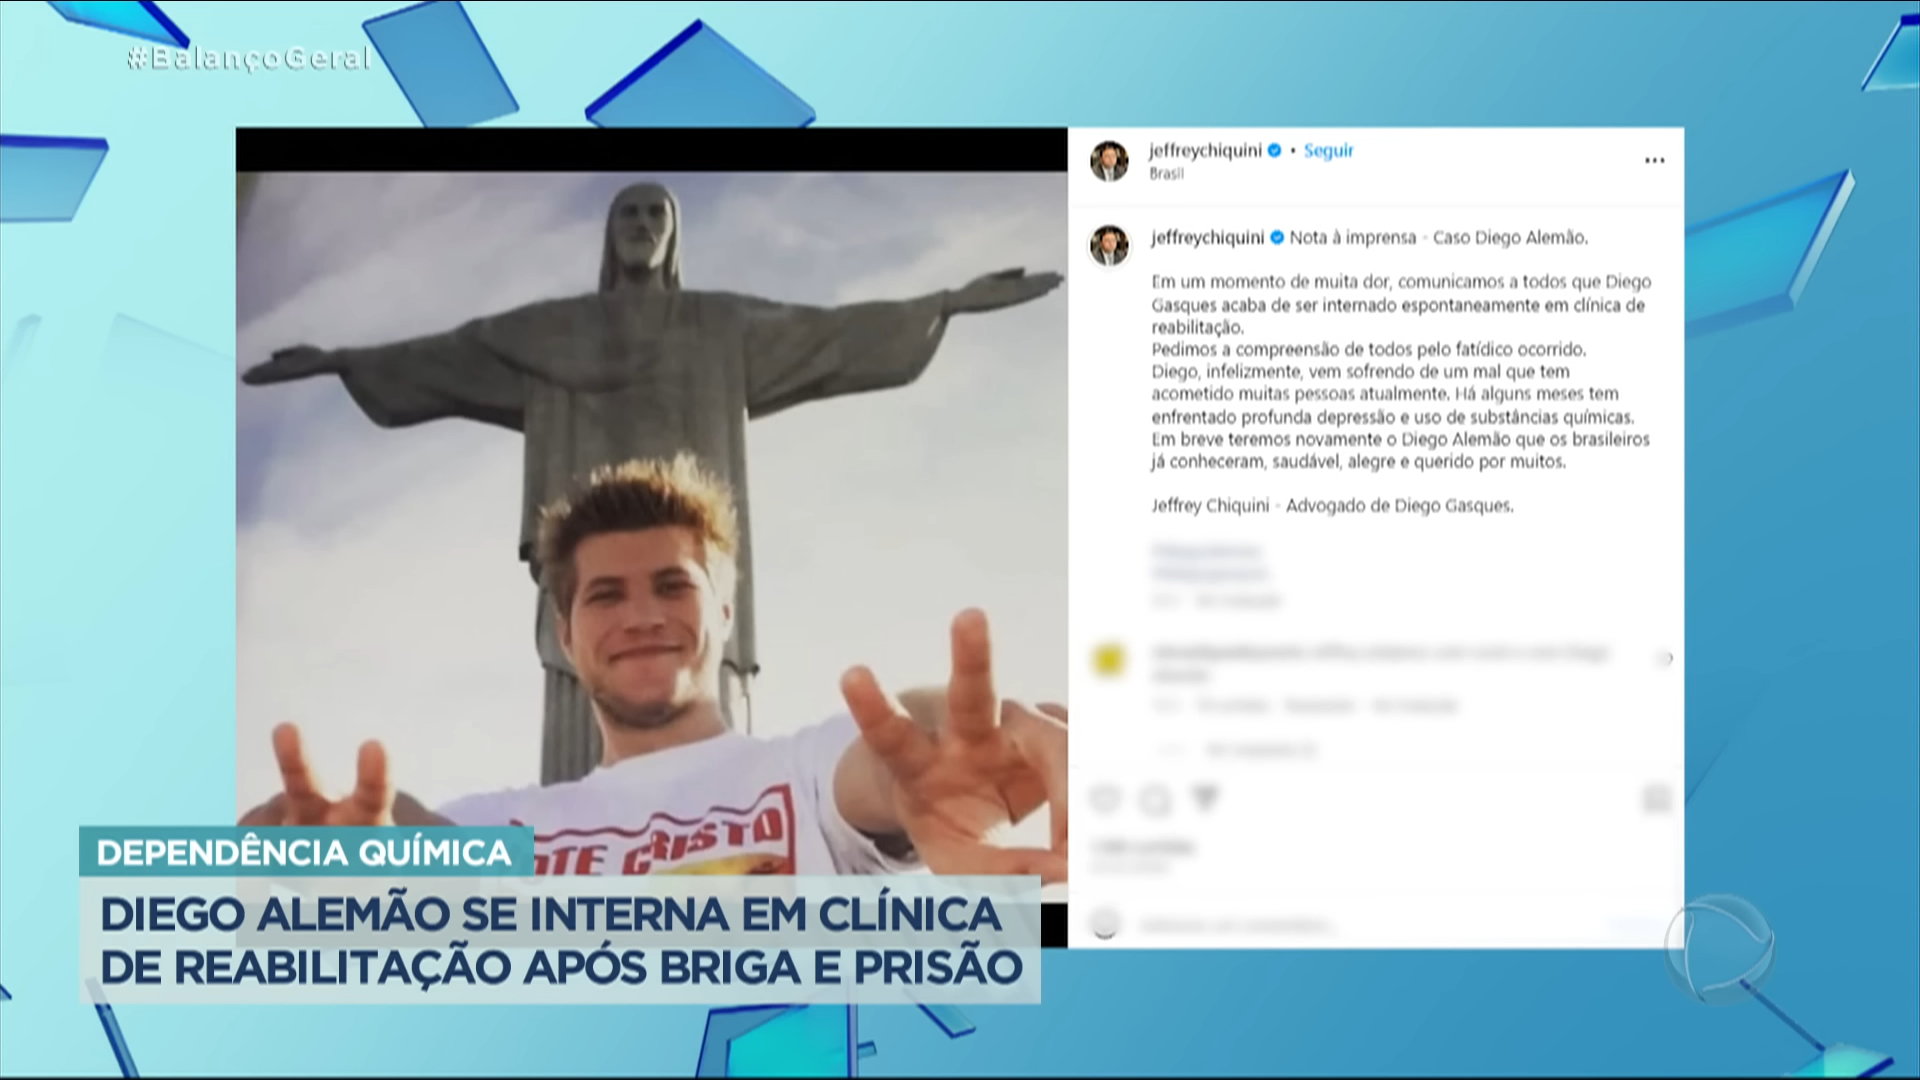 #BalançoGeral
jeffreychiquini • Seguir
Brasil
jeffreychiquini Nota à imprensa - Caso Diego Alemão.
Em um momento de muita dor, comunicamos a todos que Diego
Gasques acaba de ser internado espontaneamente em clínica de
reabilitação.
Pedimos a compreensão de todos pelo fatídico ocorrido.
Diego, infelizmente, vem sofrendo de um mal que tem
acometido muitas pessoas atualmente. Há alguns meses tem
enfrentado profunda depressão e uso de substâncias químicas.
Em breve teremos novamente o Diego Alemão que os brasileiros
já conheceram, saudável, alegre e querido por muitos.
Jeffrey Chiquini - Advogado de Diego Gasques.
CRISTO
DEPENDÊNCIA QUÍMICA
DIEGO ALEMÃO SE INTERNA EM CLÍNICA
DE REABILITAÇÃO APÓS BRIGA E PRISÃO